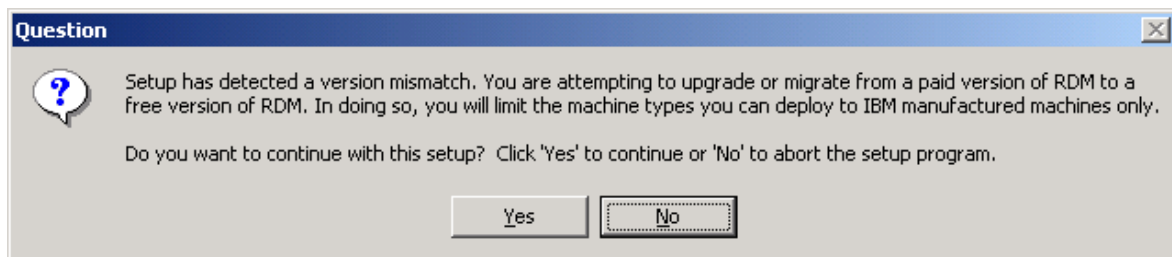 Question
?
Setup has detected a version mismatch. You are attempting to upgrade or migrate from a paid version of RDM to a
free version of RDM. In doing so, you will limit the machine types you can deploy to IBM manufactured machines only.
Do you want to continue with this setup?  Click 'Yes' to continue or 'No' to abort the setup program.
Yes
No